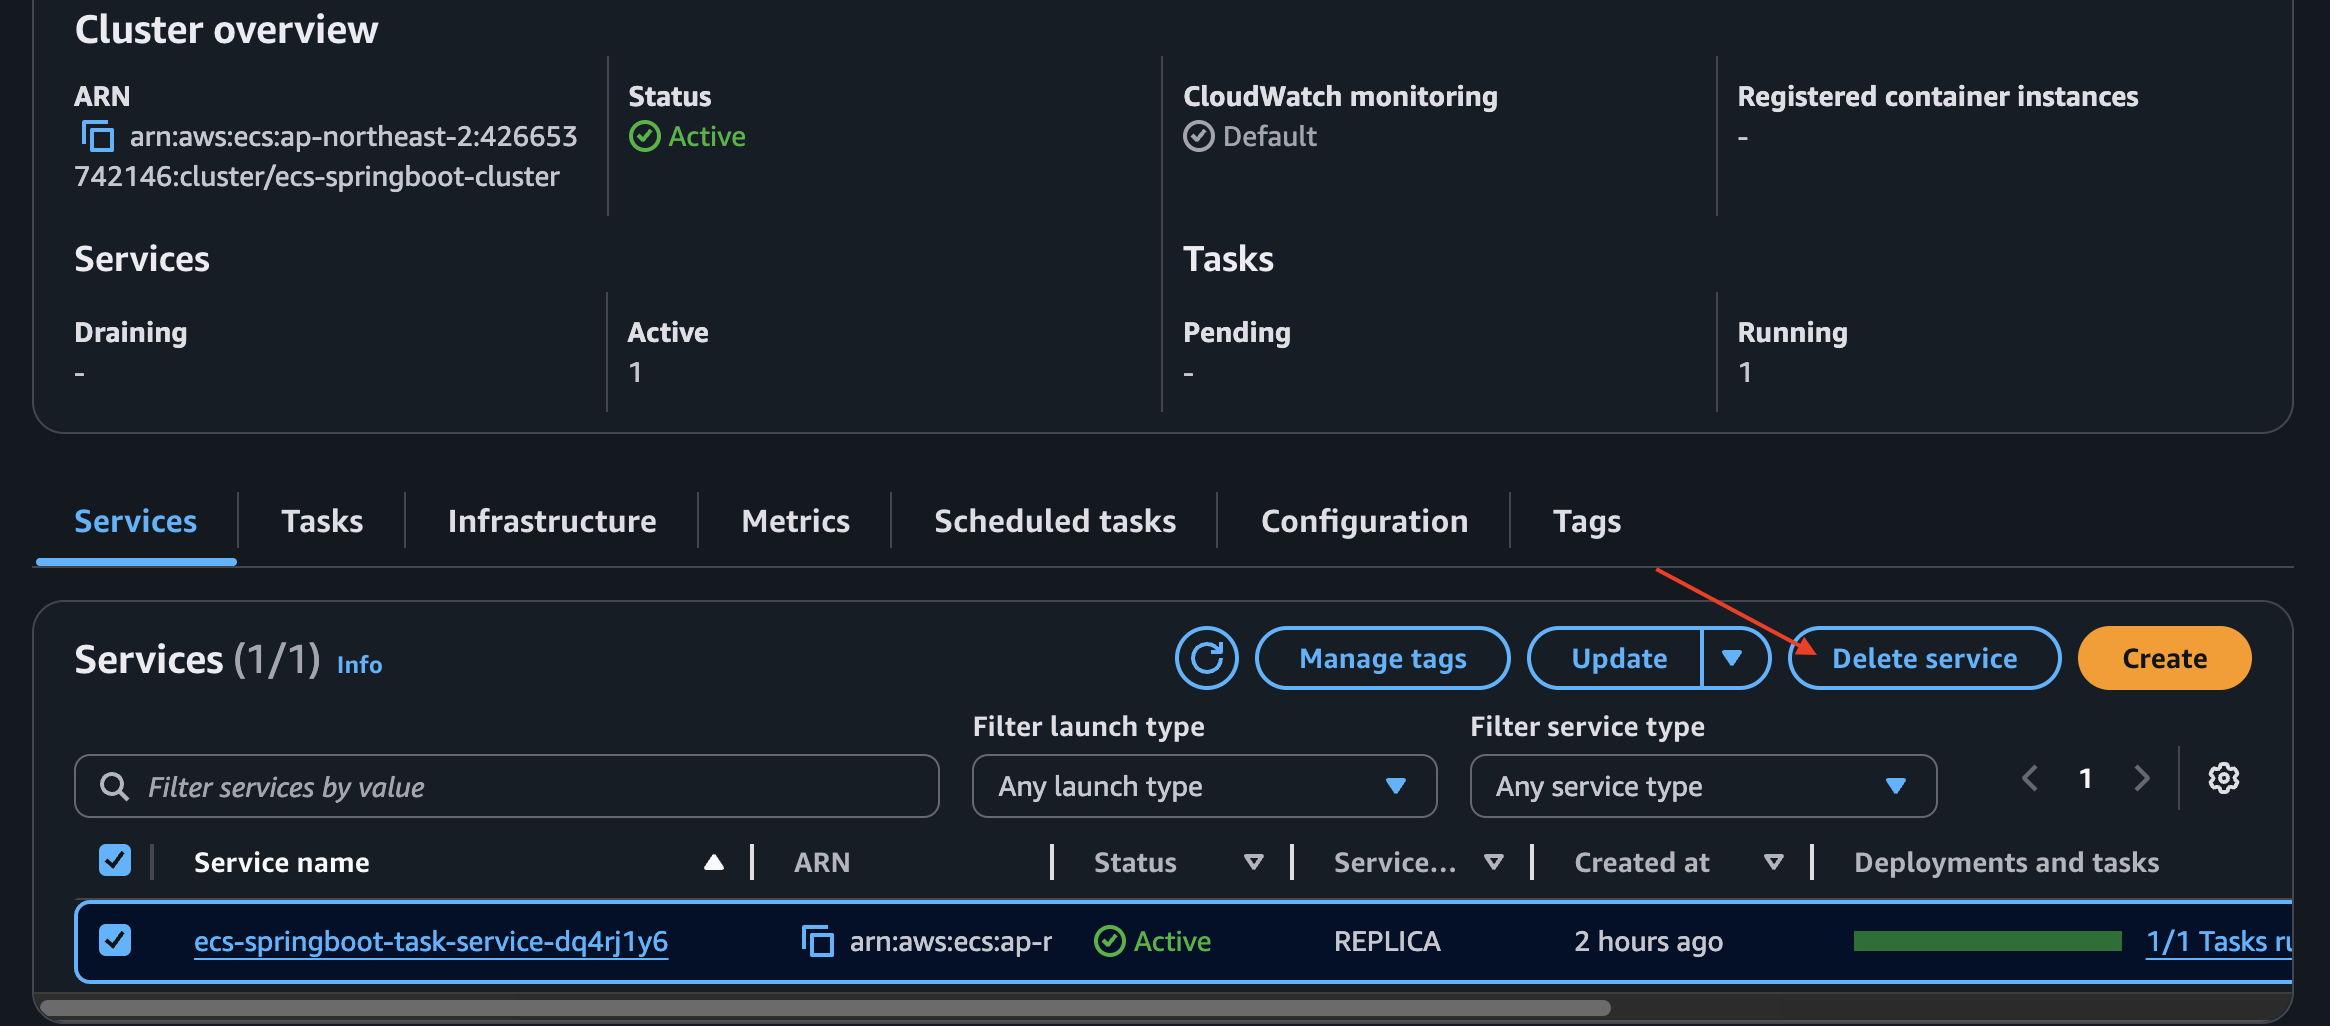 Cluster overview
ARN
arn:aws:ecs:ap-northeast-2:426653
742146:cluster/ecs-springboot-cluster
Status
Active
CloudWatch monitoring
Default
Registered container instances
-
Services
Draining
-
Active
1
Tasks
Pending
-
Running
1
Services Tasks Infrastructure Metrics Scheduled tasks Configuration Tags
Services (1/1) Info
Manage tags Update Delete service Create
Filter launch type Filter service type
Filter services by value Any launch type Any service type 1
Service name ARN Status Service... Created at Deployments and tasks
ecs-springboot-task-service-dq4rj1y6 arn:aws:ecs:ap-r Active REPLICA 2 hours ago 1/1 Tasks